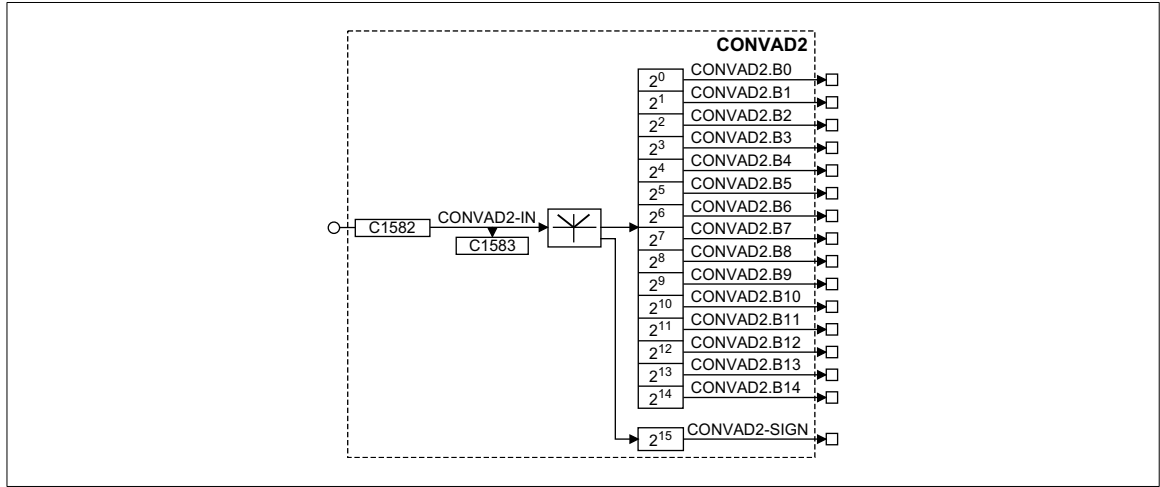 CONVAD2
2⁰ CONVAD2.B0
2¹ CONVAD2.B1
2² CONVAD2.B2
2³ CONVAD2.B3
2⁴ CONVAD2.B4
2⁵ CONVAD2.B5
2⁶ CONVAD2.B6
C1582 CONVAD2-IN
C1583
2⁷ CONVAD2.B7
2⁸ CONVAD2.B8
2⁹ CONVAD2.B9
2¹⁰ CONVAD2.B10
2¹¹ CONVAD2.B11
2¹² CONVAD2.B12
2¹³ CONVAD2.B13
2¹⁴ CONVAD2.B14
2¹⁵ CONVAD2-SIGN